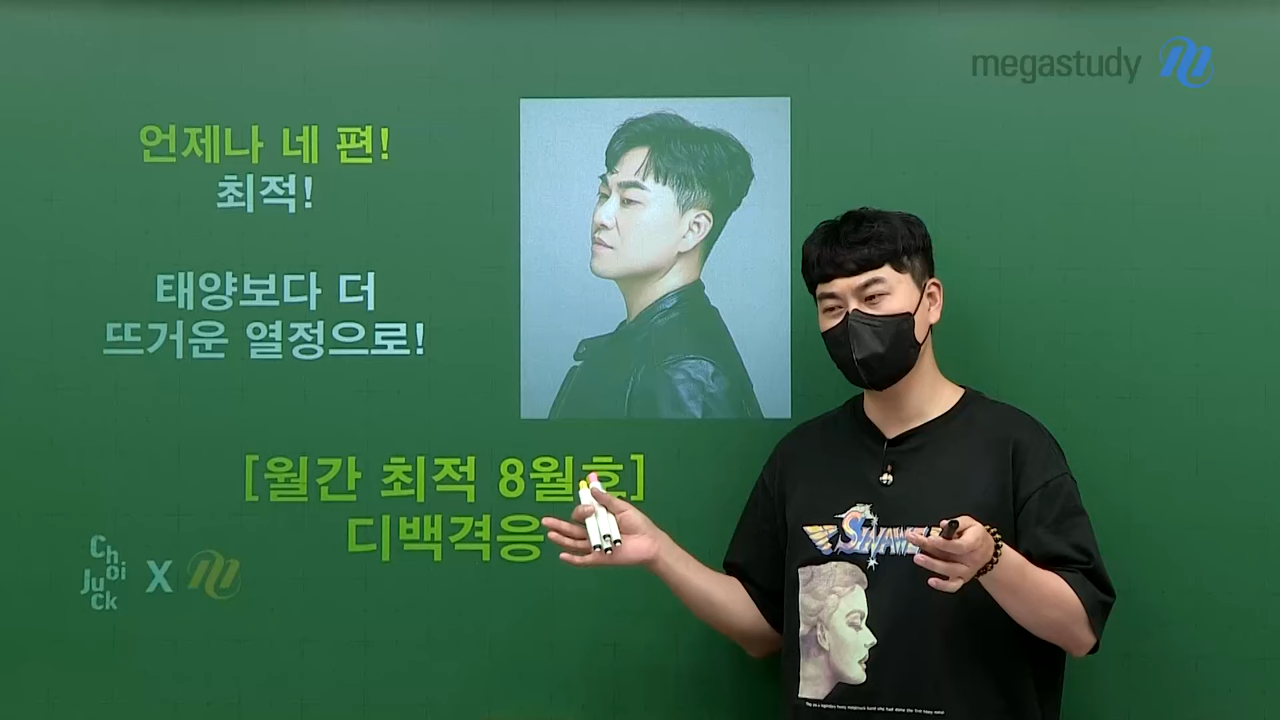 megastudy
언제나 네 편!
최적!
태양보다 더
뜨거운 열정으로!
[월간 최적 8월호]
디백격응
Choi
Juck
X